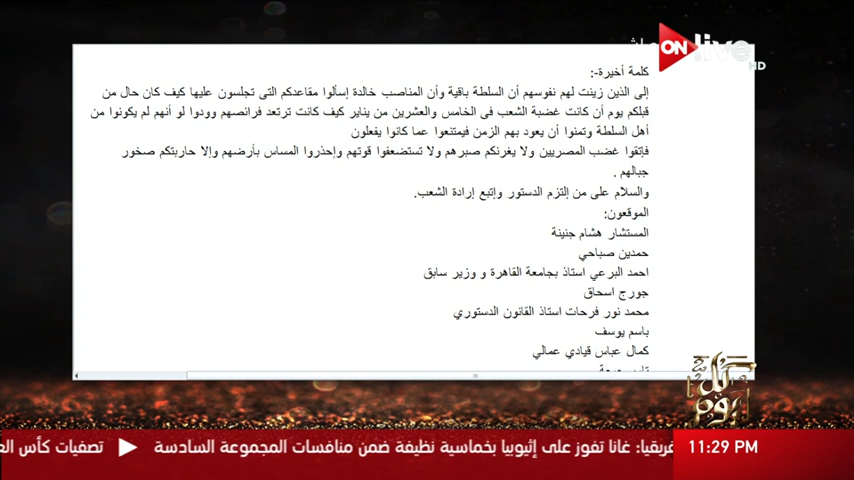 ON live
HD
كلمة أخيرة:-
إلى الذين زينت لهم نفوسهم أن السلطة باقية وأن المناصب خالدة إسألوا مقاعدكم التى تجلسون عليها كيف كان حال من
قبلكم يوم أن كانت غضبة الشعب فى الخامس والعشرين من يناير كيف كانت ترتعد فرائصهم وودوا لو أنهم لم يكونوا من
أهل السلطة وتمنوا أن يعود بهم الزمن فيمتنعوا عما كانوا يفعلون
فإتقوا غضب المصريين ولا يغرنكم صبرهم ولا تستضعفوا قوتهم وإحذروا المساس بأرضهم وإلا حاربتكم صخور
جبالهم .
والسلام على من إلتزم الدستور وإتبع إرادة الشعب.
الموقعون:
المستشار هشام جنينة
حمدين صباحي
احمد البرعي استاذ بجامعة القاهرة و وزير سابق
جورج اسحاق
محمد نور فرحات استاذ القانون الدستوري
باسم يوسف
كمال عباس قيادي عمالي
كل يوم
فريقيا: غانا تفوز على إثيوبيا بخماسية نظيفة ضمن منافسات المجموعة السادسة ◀ تصفيات كأس
11:29 PM